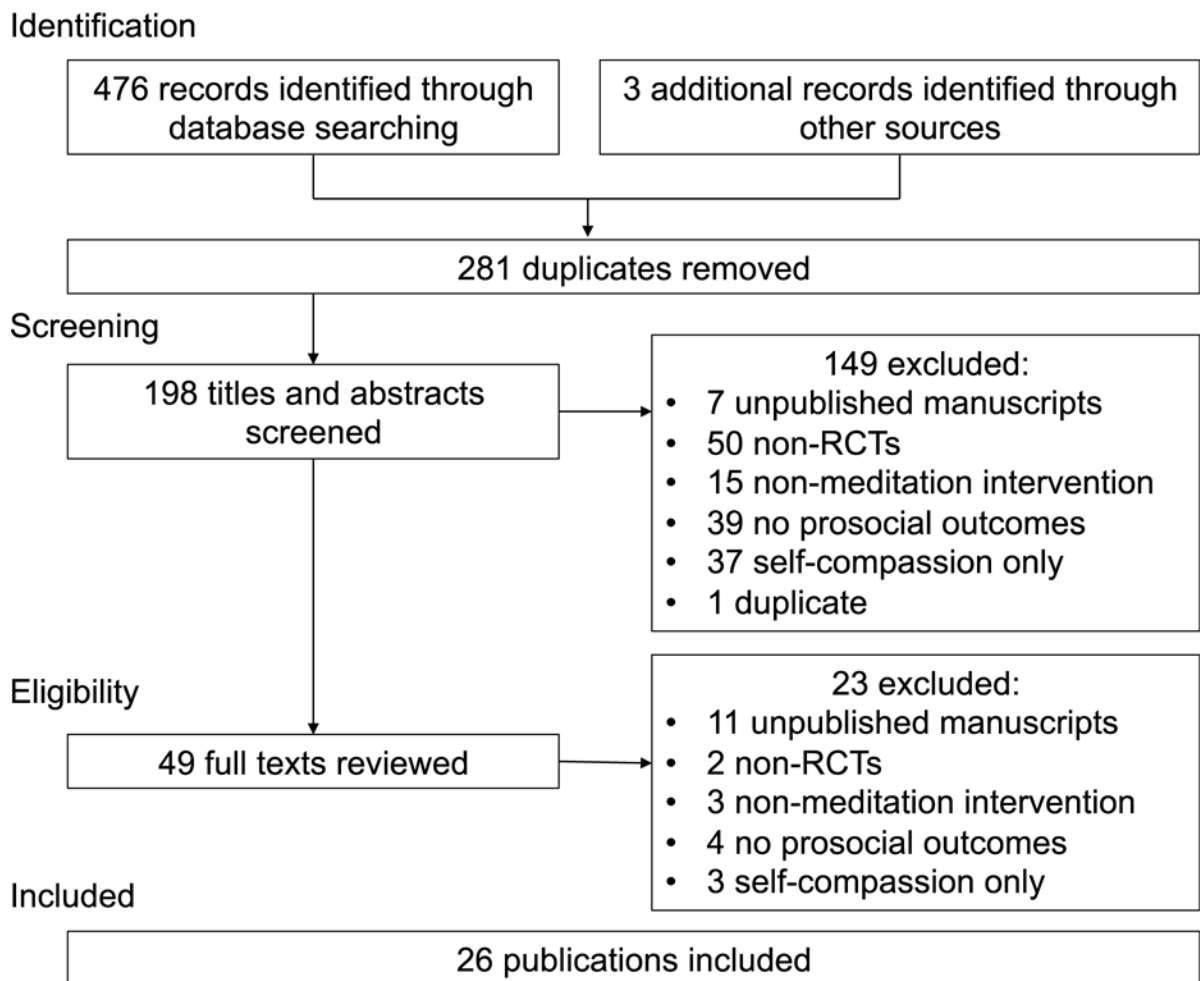 Identification
476 records identified through
database searching
3 additional records identified through
other sources
281 duplicates removed
Screening
198 titles and abstracts
screened
149 excluded:
• 7 unpublished manuscripts
• 50 non-RCTs
• 15 non-meditation intervention
• 39 no prosocial outcomes
• 37 self-compassion only
• 1 duplicate
Eligibility
49 full texts reviewed
23 excluded:
• 11 unpublished manuscripts
• 2 non-RCTs
• 3 non-meditation intervention
• 4 no prosocial outcomes
• 3 self-compassion only
Included
26 publications included